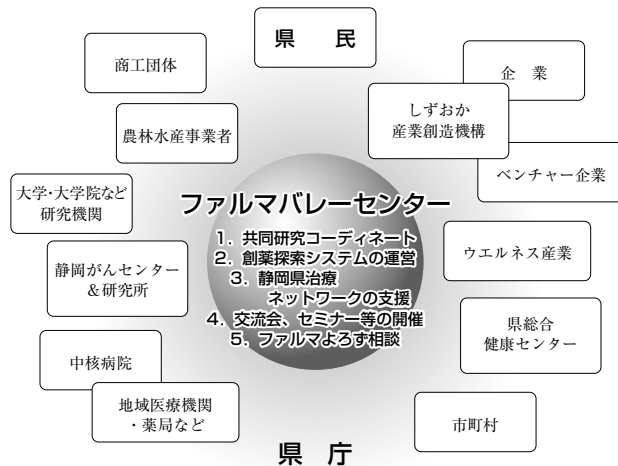 県　民
商工団体
企　業
しずおか
産業創造機構
農林水産事業者
ベンチャー企業
大学・大学院など
研究機関
ファルマバレーセンター
1．共同研究コーディネート
2．創薬探索システムの運営
3．静岡県治療
ネットワークの支援
4．交流会、セミナー等の開催
5．ファルマよろず相談
ウエルネス産業
静岡がんセンター
＆研究所
県総合
健康センター
中核病院
地域医療機関
・薬局など
市町村
県　庁